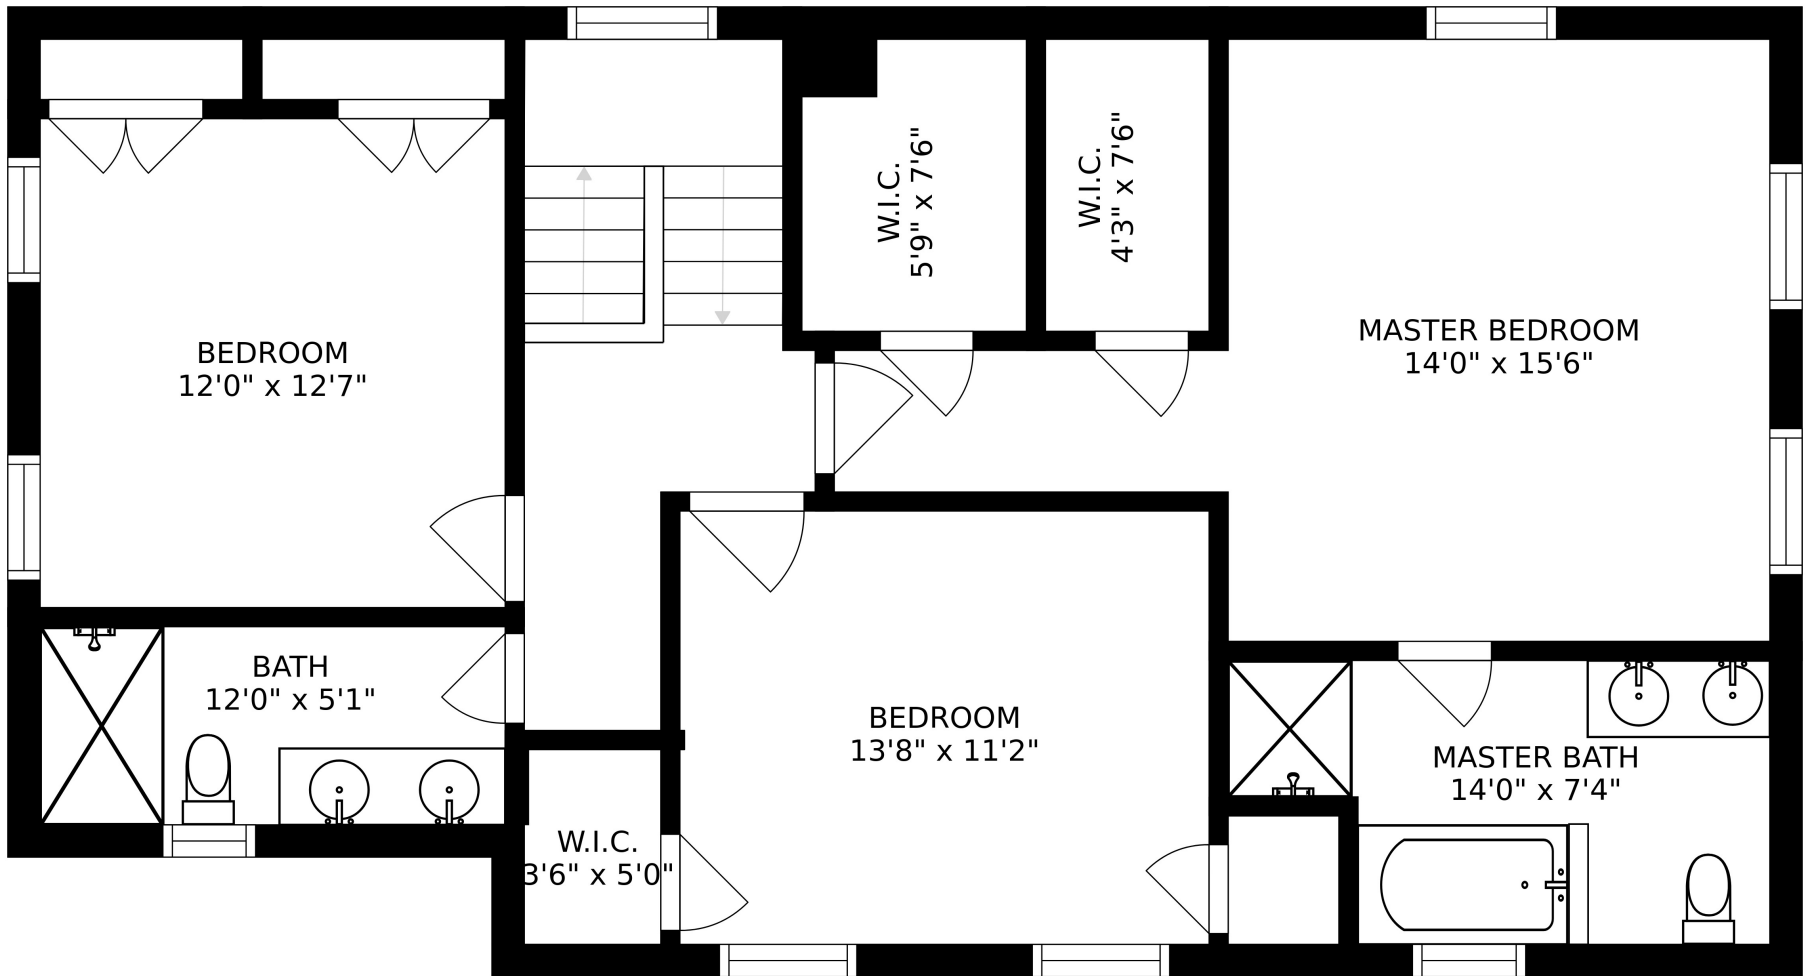 W.I.C.
5'9" x 7'6"
W.I.C.
4'3" x 7'6"
BEDROOM
12'0" x 12'7"
MASTER BEDROOM
14'0" x 15'6"
BATH
12'0" x 5'1"
BEDROOM
13'8" x 11'2"
MASTER BATH
14'0" x 7'4"
W.I.C.
3'6" x 5'0"